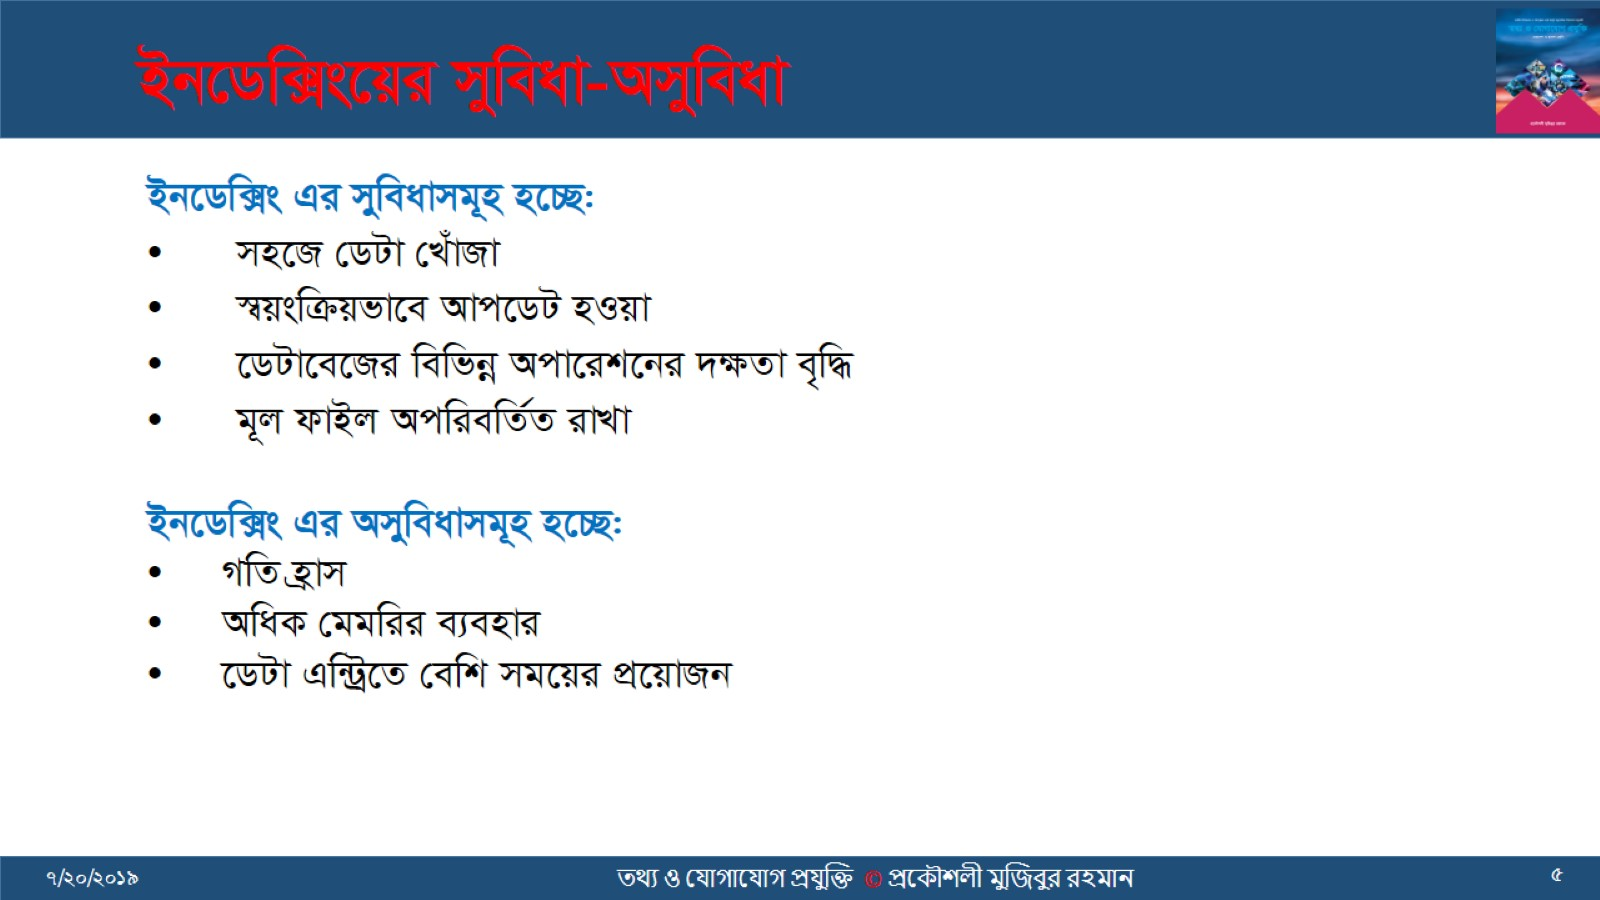 ইনডেক্সিংয়ের সুবিধা-অসুবিধা
তথ্য ও যোগাযোগ প্রযুক্তি
ইনডেক্সিং এর সুবিধাসমূহ হচ্ছে:
• সহজে ডেটা খোঁজা
• স্বয়ংক্রিয়ভাবে আপডেট হওয়া
• ডেটাবেজের বিভিন্ন অপারেশনের দক্ষতা বৃদ্ধি
• মূল ফাইল অপরিবর্তিত রাখা
ইনডেক্সিং এর অসুবিধাসমূহ হচ্ছে:
• গতি হ্রাস
• অধিক মেমরির ব্যবহার
• ডেটা এন্ট্রিতে বেশি সময়ের প্রয়োজন
৭/২০/২০১৯
তথ্য ও যোগাযোগ প্রযুক্তি © প্রকৌশলী মুজিবুর রহমান
৫